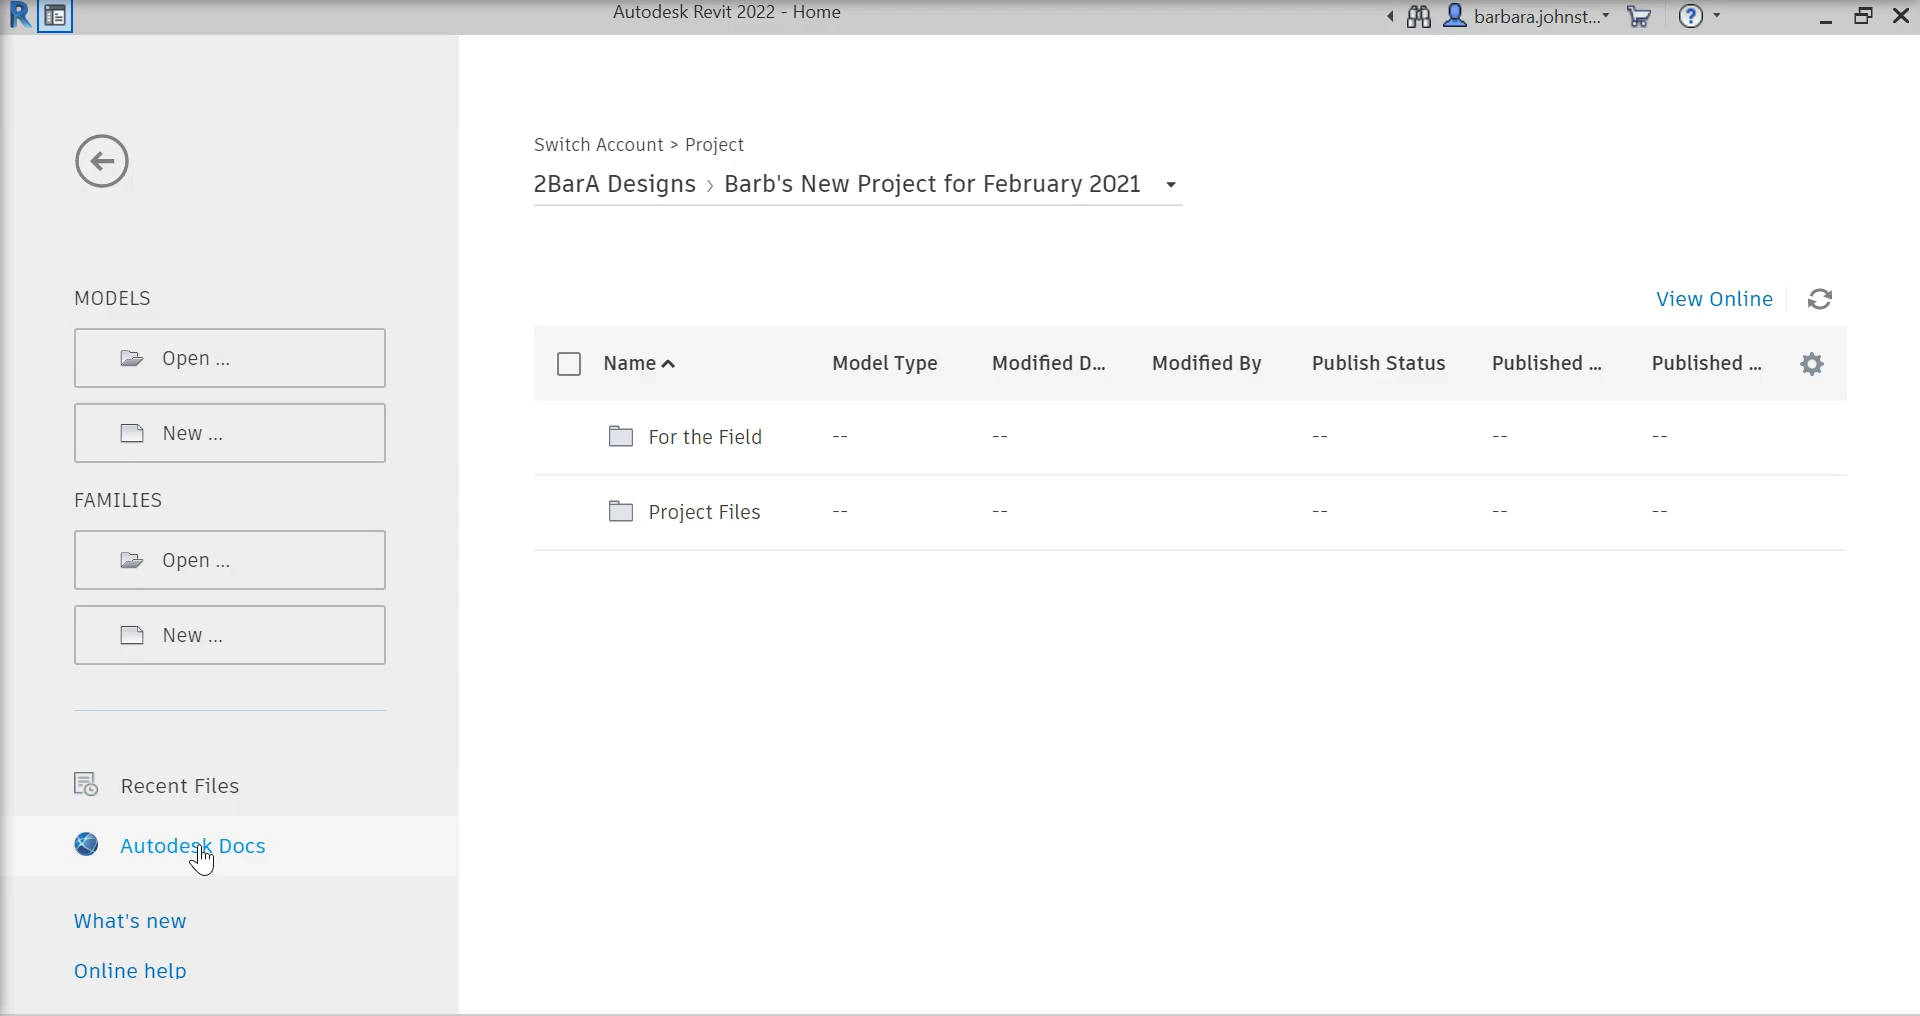 R
Autodesk Revit 2022 - Home
barbara.johnst...
?
Switch Account > Project
2BarA Designs › Barb's New Project for February 2021
MODELS
Open ...
New ...
FAMILIES
Open ...
New ...
Recent Files
Autodesk Docs
What's new
Online help
View Online
Name Model Type Modified D... Modified By Publish Status Published ... Published ...
For the Field -- -- -- -- --
Project Files -- -- -- -- --